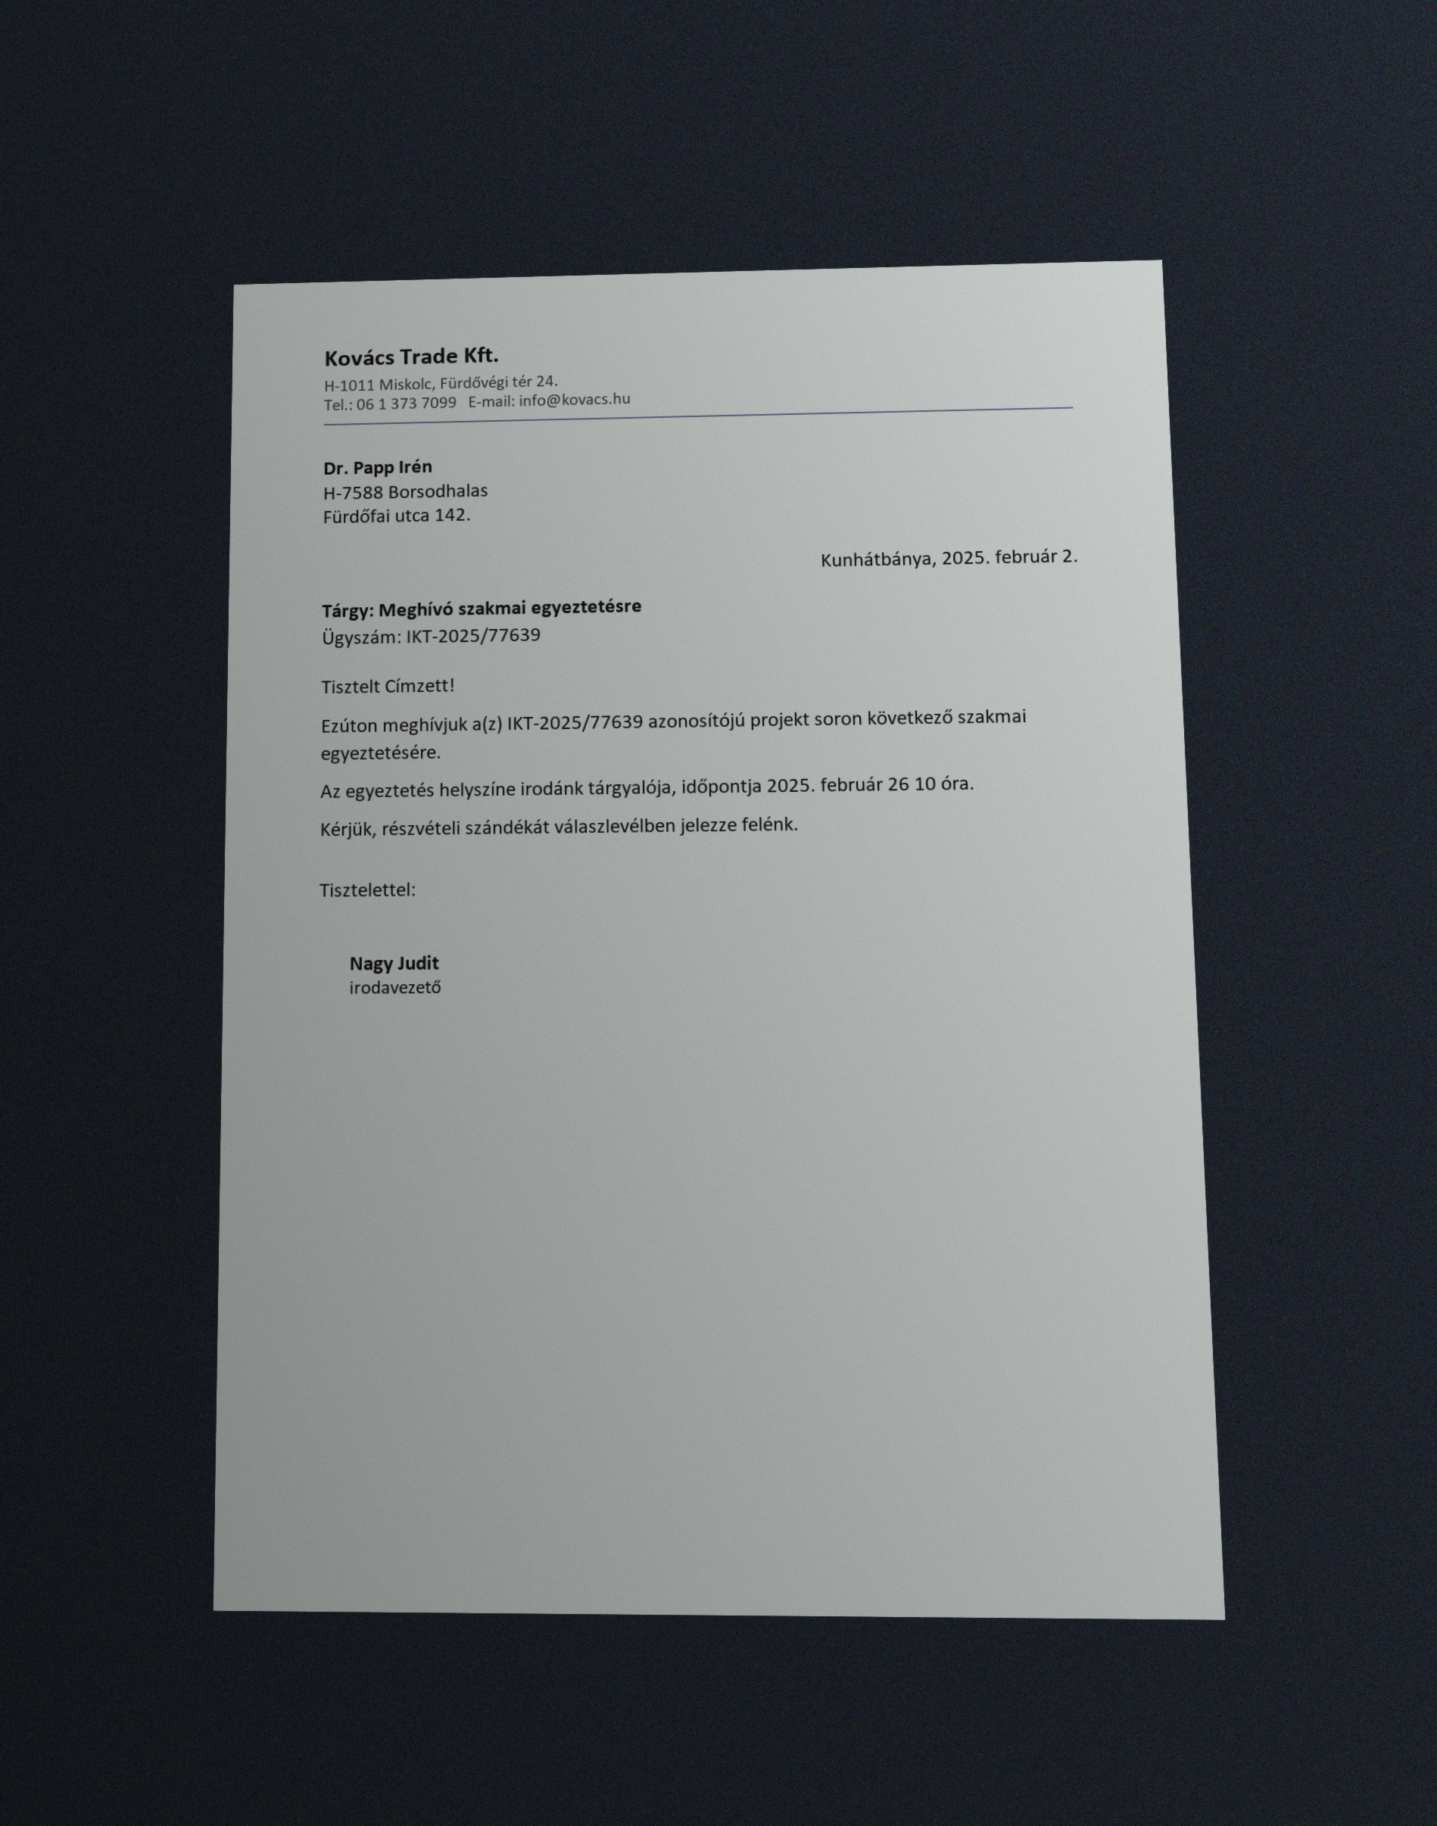 Kovács Trade Kft.
H-1011 Miskolc, Fürdővégi tér 24.
Tel.: 06 1 373 7099 E-mail: info@kovacs.hu
Dr. Papp Irén
H-7588 Borsodhalas
Fürdőfai utca 142.
Kunhátbánya, 2025. február 2.
Tárgy: Meghívó szakmai egyeztetésre
Ügyszám: IKT-2025/77639
Tisztelt Címzett!
Ezúton meghívjuk a(z) IKT-2025/77639 azonosítójú projekt soron következő szakmai
egyeztetésére.
Az egyeztetés helyszíne irodánk tárgyalója, időpontja 2025. február 26 10 óra.
Kérjük, részvételi szándékát válaszlevélben jelezze felénk.
Tisztelettel:
Nagy Judit
irodavezető